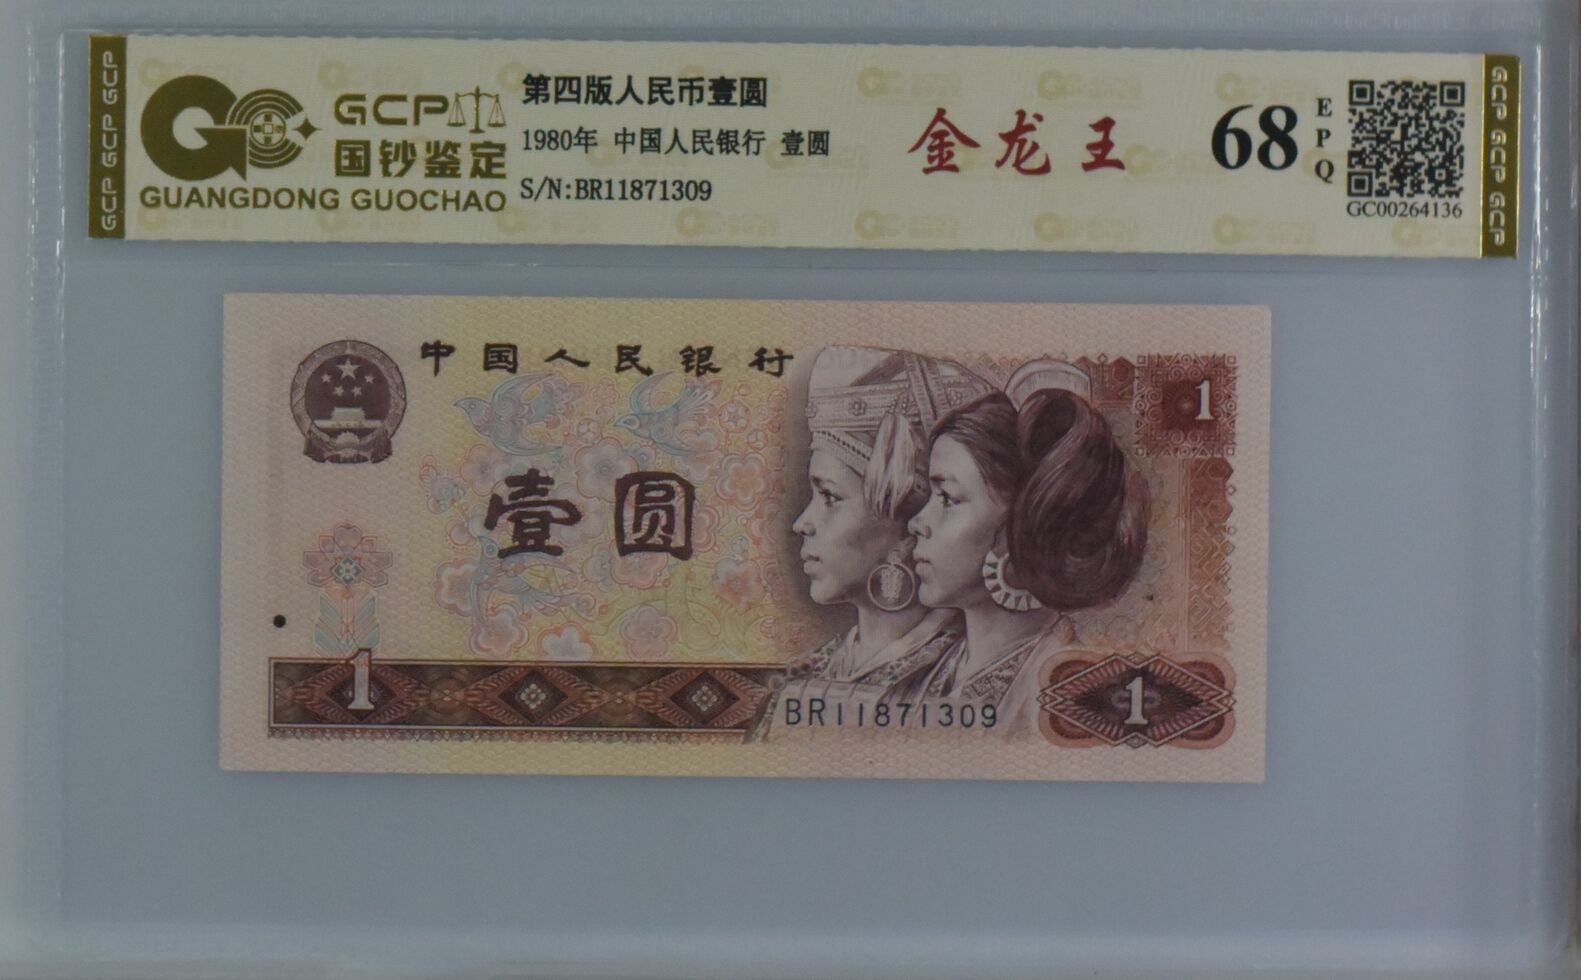 GCP GCP GCP
GCP
国钞鉴定
GUANGDONG GUOCHAO
第四版人民币壹圆
1980年 中国人民银行 壹圆
S/N:BR11871309
金龙王
68
EPQ
GC00264136
GCP GCP GCP
中国人民银行
1
壹圆
1
BR11871309
1